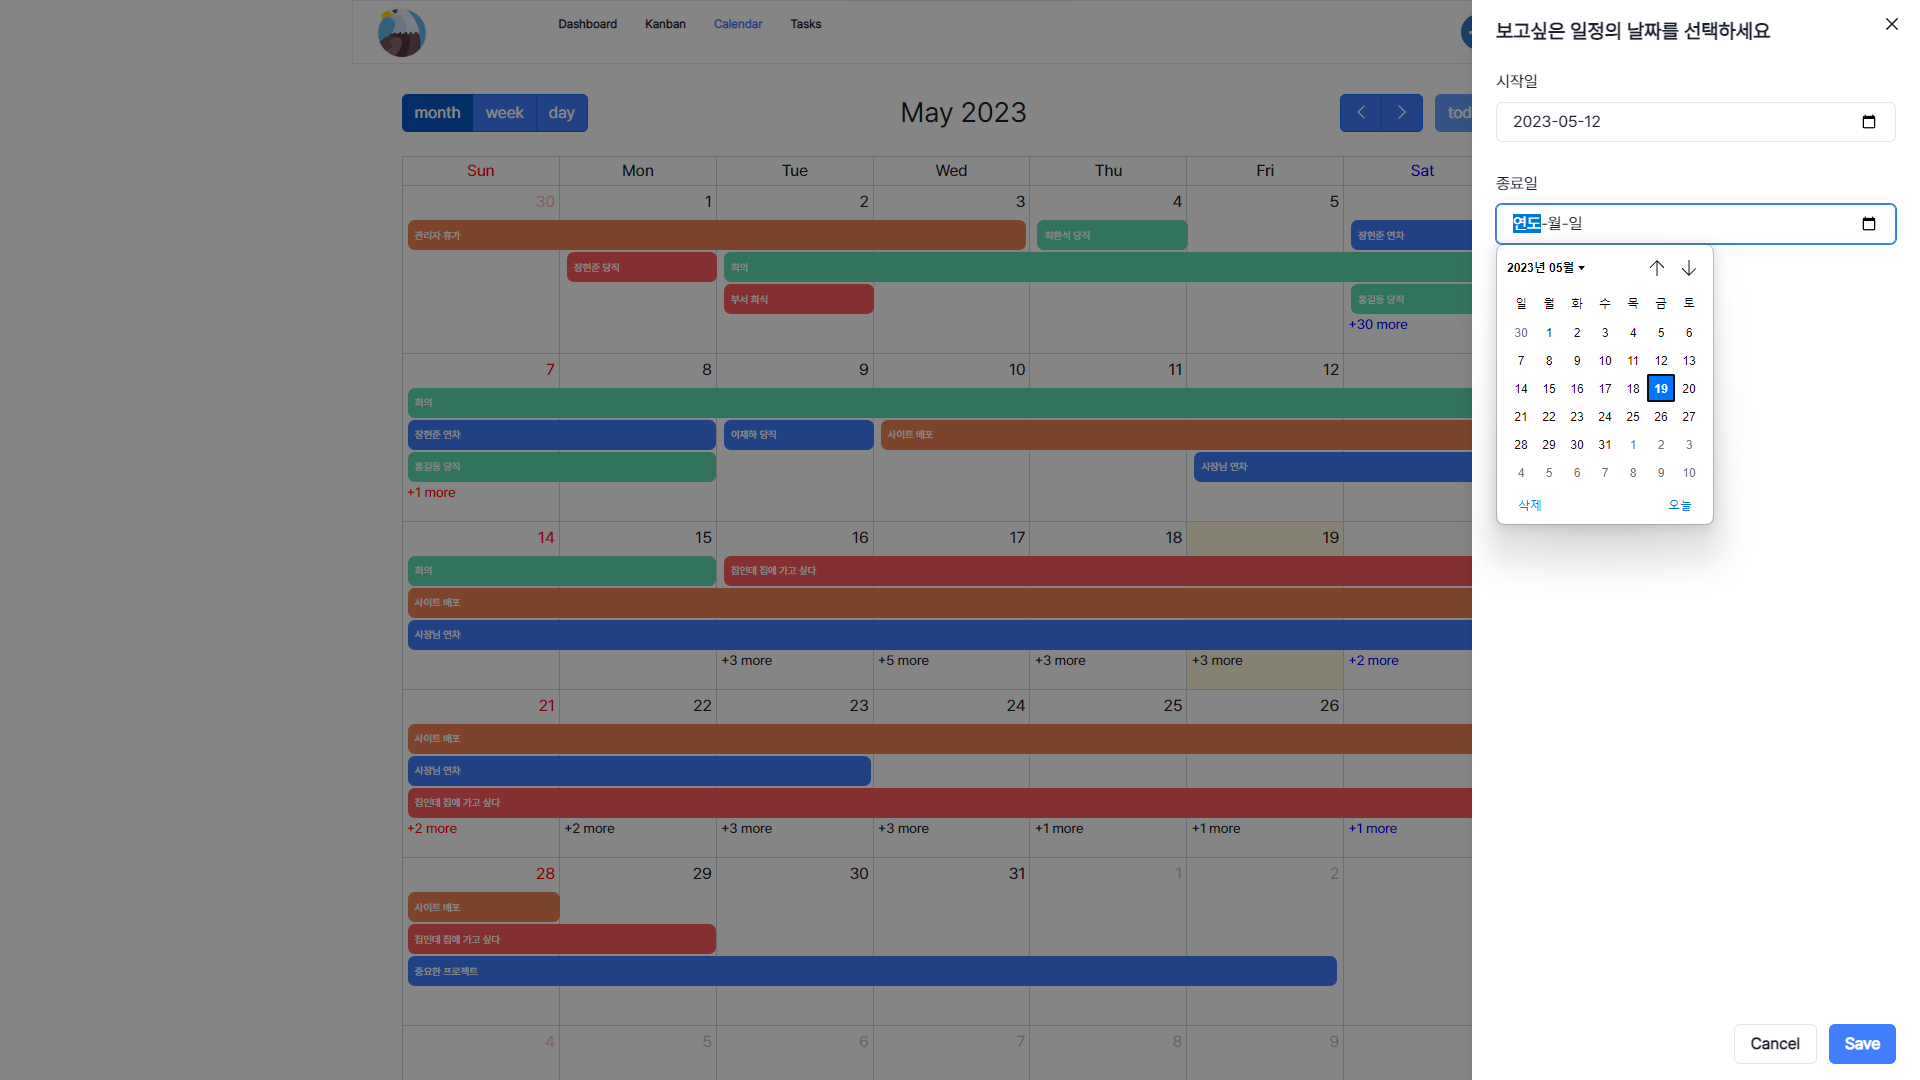 Dashboard Kanban Calendar Tasks
month week day
May 2023
Sun Mon Tue Wed Thu Fri Sat
30 1 2 3 4 5
관리자 휴가 최환석 당직 장현준 연차
장현준 당직 회의
부서 회식 홍길동 당직
+30 more
7 8 9 10 11 12
회의
장현준 연차 이재하 당직 사이트 배포
홍길동 당직 사장님 연차
+1 more
14 15 16 17 18 19
회의 집인데 집에 가고 싶다
사이트 배포
사장님 연차
+3 more +5 more +3 more +3 more +2 more
21 22 23 24 25 26
사이트 배포
사장님 연차
집인데 집에 가고 싶다
+2 more +2 more +3 more +3 more +1 more +1 more +1 more
28 29 30 31 1 2
사이트 배포
집인데 집에 가고 싶다
중요한 프로젝트
4 5 6 7 8 9
보고싶은 일정의 날짜를 선택하세요
시작일
2023-05-12
종료일
연도-월-일
2023년 05월
일 월 화 수 목 금 토
30 1 2 3 4 5 6
7 8 9 10 11 12 13
14 15 16 17 18 19 20
21 22 23 24 25 26 27
28 29 30 31 1 2 3
4 5 6 7 8 9 10
삭제 오늘
Cancel Save